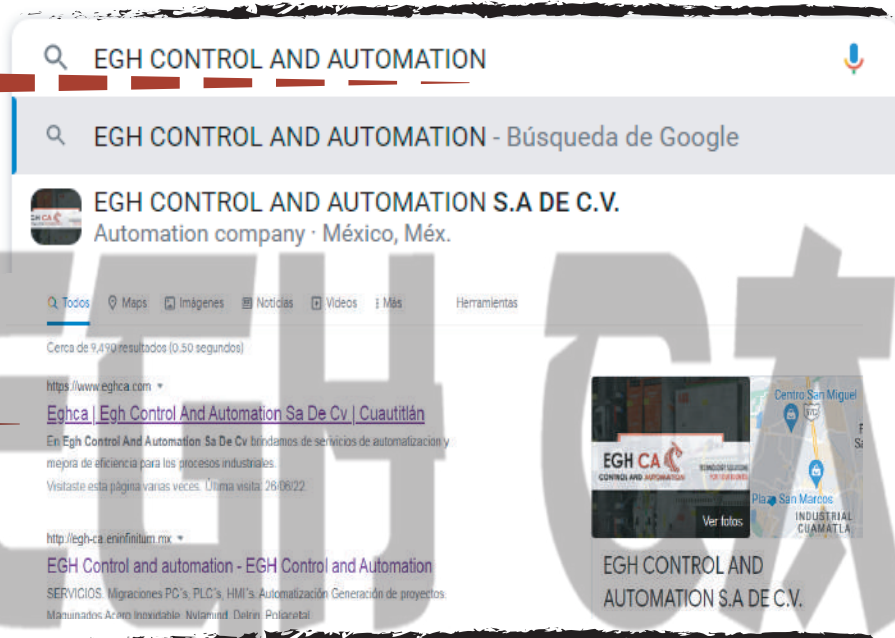 EGH CONTROL AND AUTOMATION
EGH CONTROL AND AUTOMATION - Búsqueda de Google
EGH CONTROL AND AUTOMATION S.A DE C.V.
Automation company · México, Méx.
EGH CA
Todos Maps Imágenes Noticias Videos Más Herramientas
Cerca de 9,490 resultados (0.50 segundos)
https://www.eghca.com
Eghca | Egh Control And Automation Sa De Cv | Cuautitlán
En Egh Control And Automation Sa De Cv brindamos de serivicios de automatizacion y
mejora de eficiencia para los procesos industriales.
Visitaste esta página varias veces. Última visita: 26/06/22
http://egh-ca.eninfinitum.mx
EGH Control and automation - EGH Control and Automation
SERVICIOS. Migraciones PC´s, PLC´s, HMI´s. Automatización Generación de proyectos.
Maquinados Acero Inoxidable, Nylamind, Delrin, Poliacetal.
EGH CA
CONTROL AND AUTOMATION
Ver fotos
Centro San Miguel
Plaza San Marcos
INDUSTRIAL
CUAMATLA
EGH CONTROL AND
AUTOMATION S.A DE C.V.